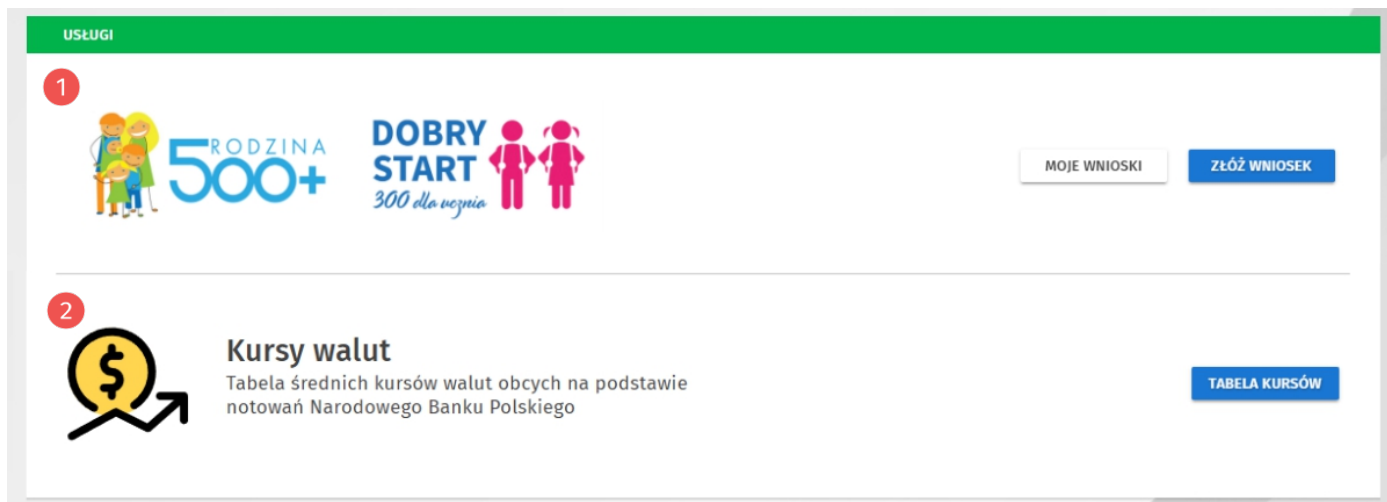 USŁUGI
1
RODZINA
500+
DOBRY
START
300 dla ucznia
MOJE WNIOSKI
ZŁÓŻ WNIOSEK
2
$
Kursy walut
Tabela średnich kursów walut obcych na podstawie
notowań Narodowego Banku Polskiego
TABELA KURSÓW